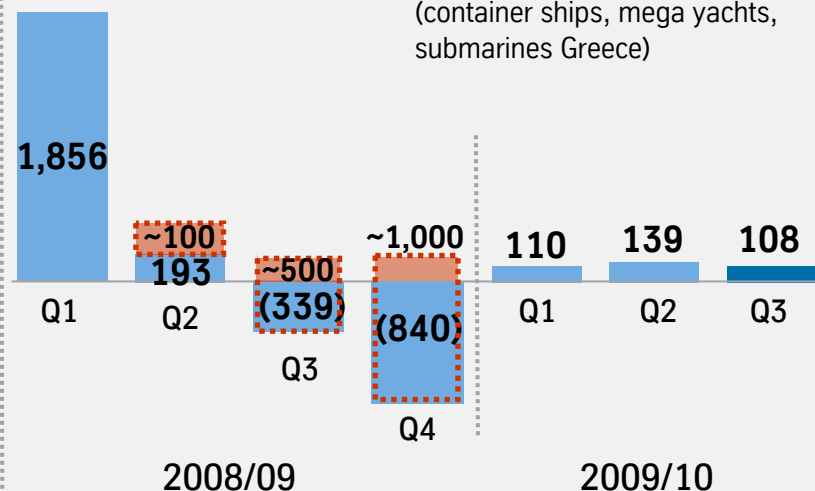 (container ships, mega yachts,
submarines Greece)
1,856
~100
193
~500
(339)
~1,000
(840)
110
139
108
Q1
Q2
Q3
Q4
Q1
Q2
Q3
2008/09
2009/10